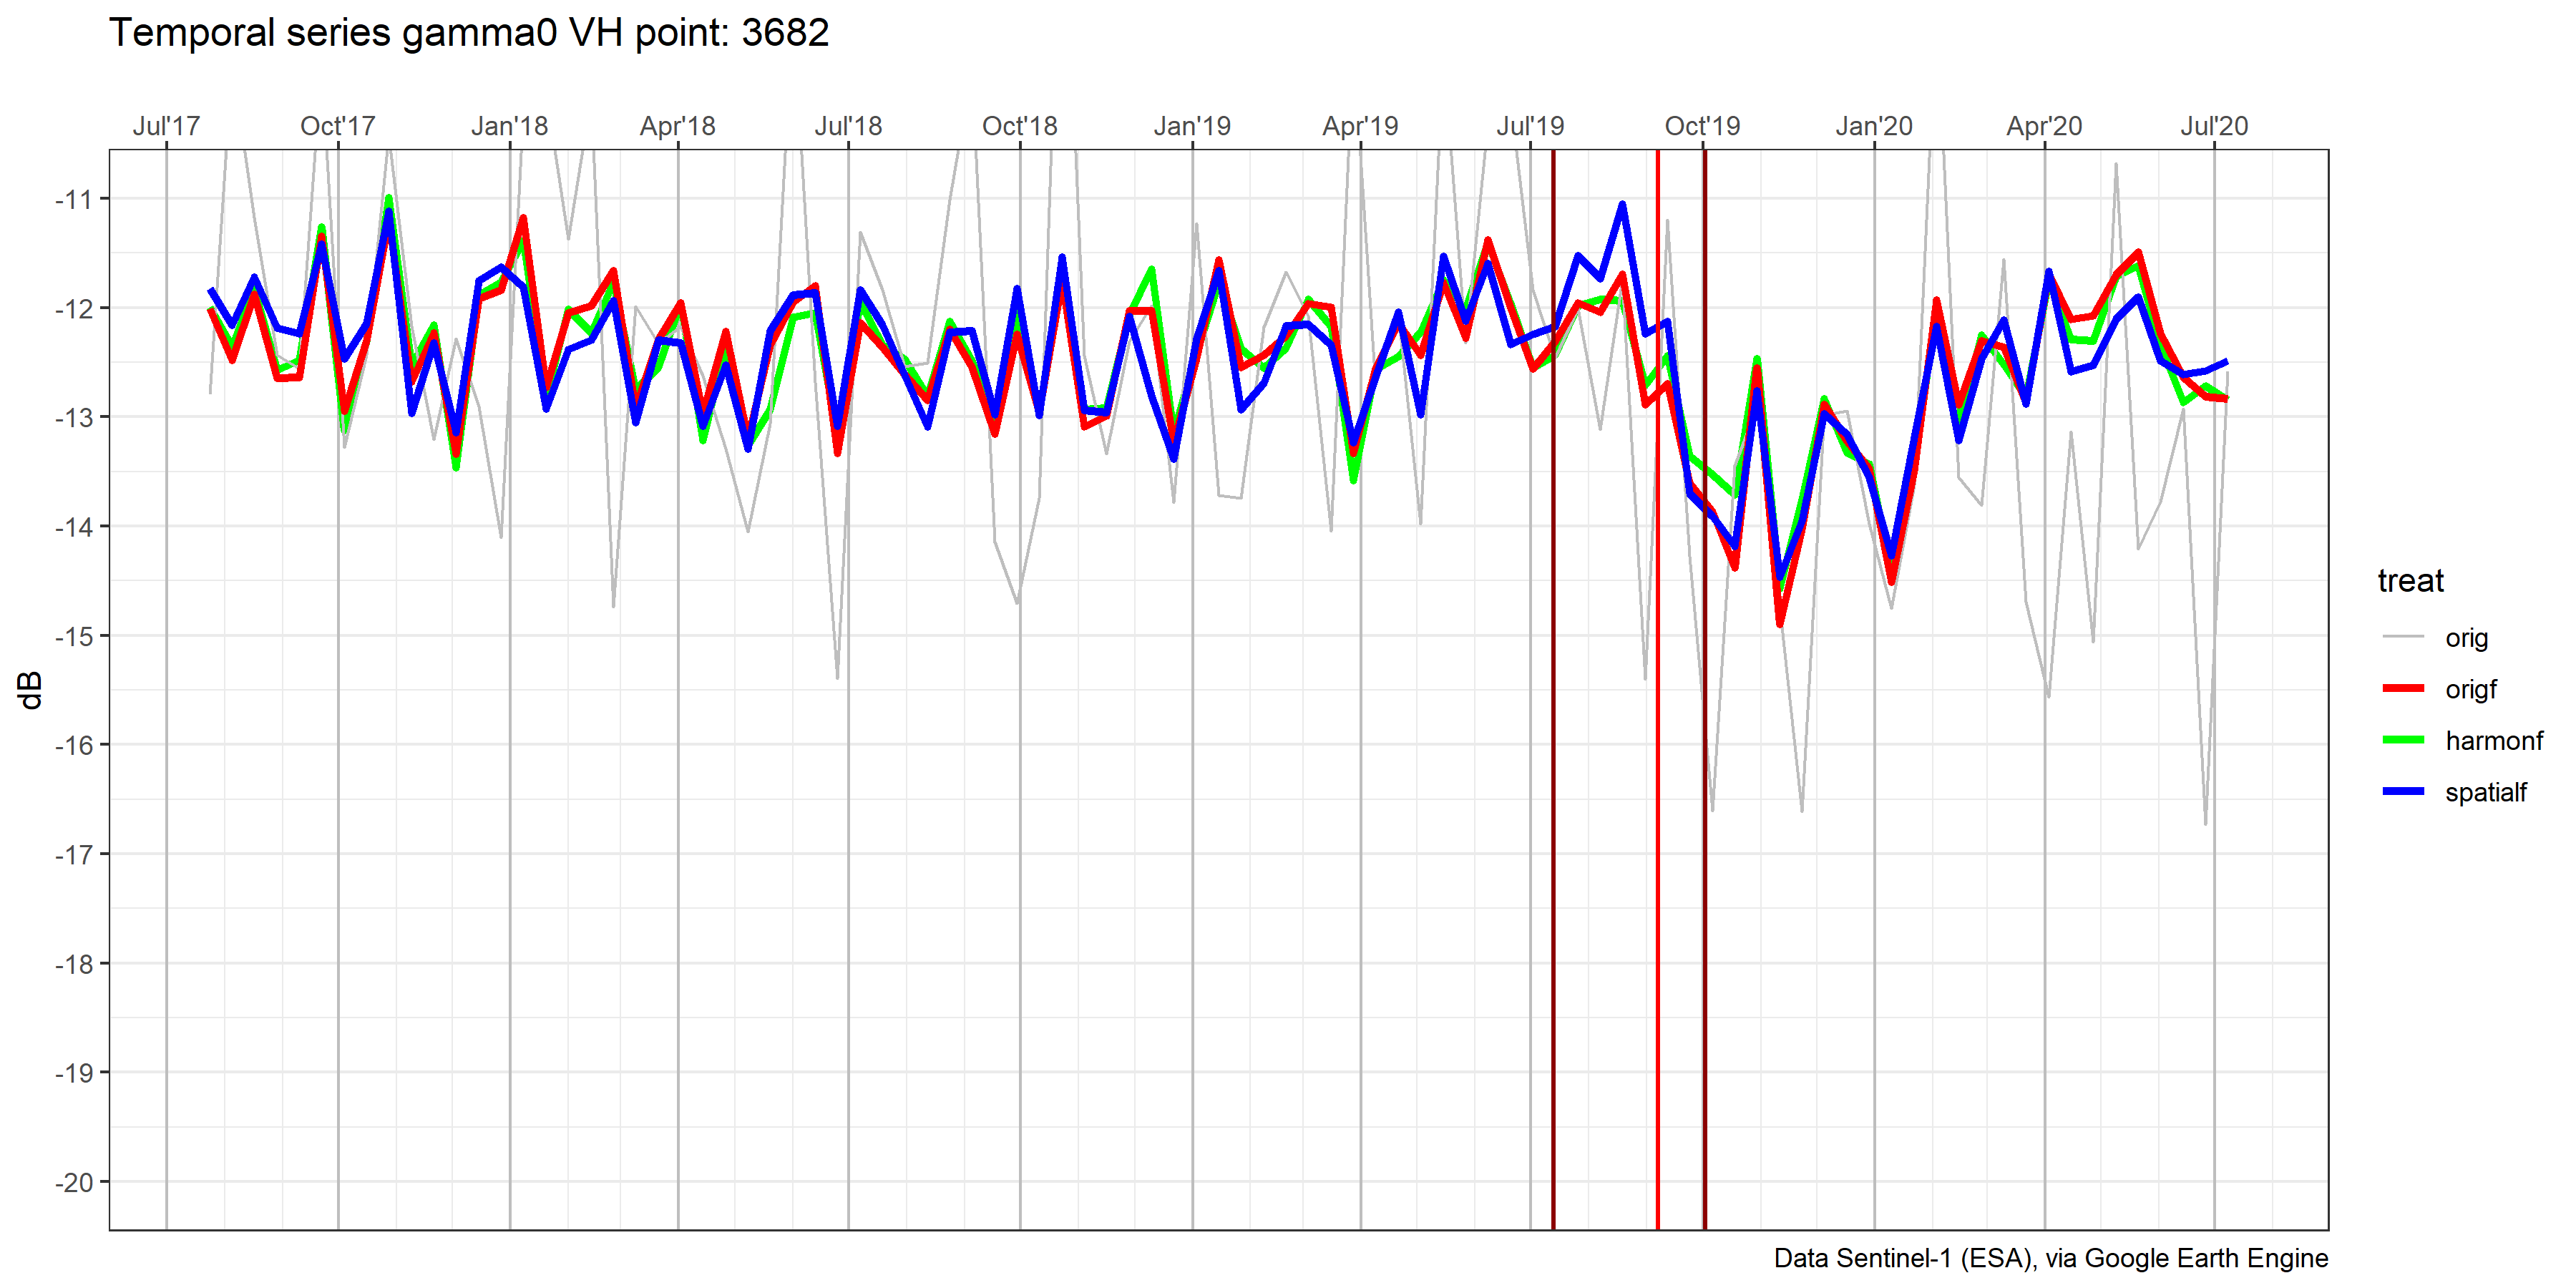 Temporal series gamma0 VH point: 3682
Jul'17 Oct'17 Jan'18 Apr'18 Jul'18 Oct'18 Jan'19 Apr'19 Jul'19 Oct'19 Jan'20 Apr'20 Jul'20
-11
-12
-13
-14
-15
-16
-17
-18
-19
-20
dB
treat
orig
origf
harmonf
spatialf
Data Sentinel-1 (ESA), via Google Earth Engine